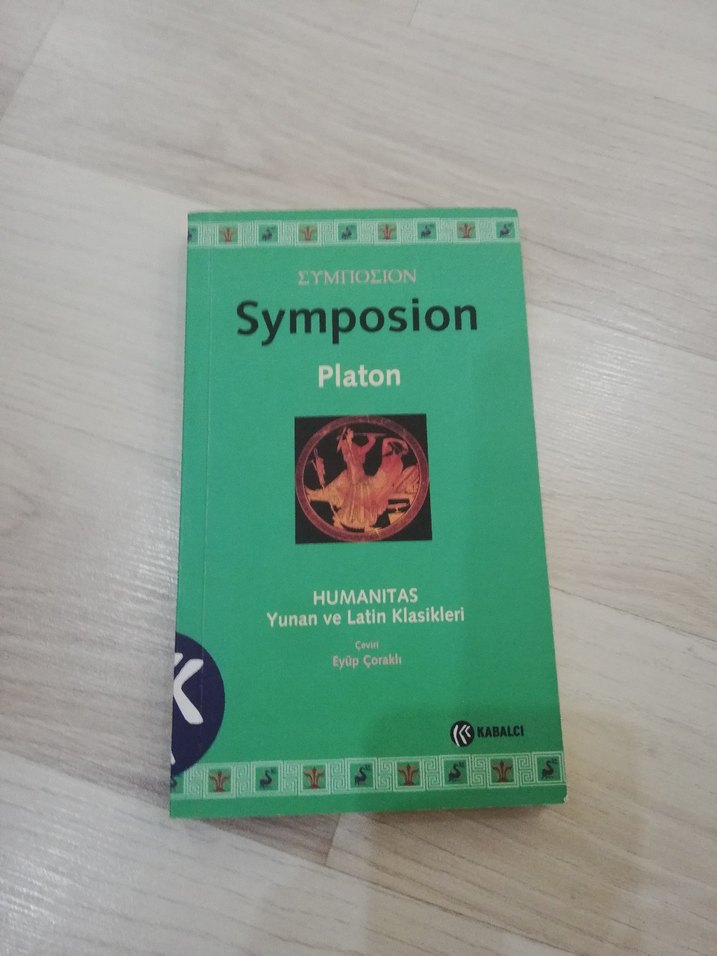 ΣΥΜΠΟΣΙΟΝ
Symposion
Platon
HUMANITAS
Yunan ve Latin Klasikleri
Çeviri
Eyüp Çoraklı
KABALCI